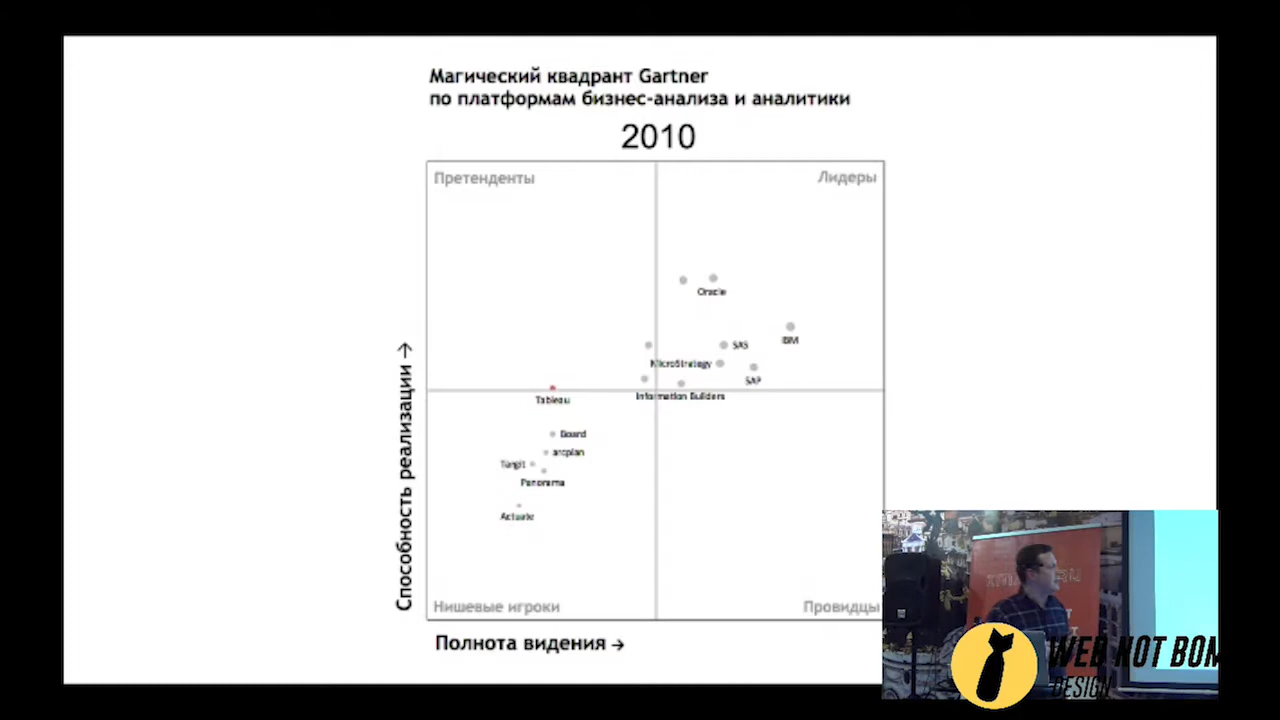 Магический квадрант Gartner
по платформам бизнес-анализа и аналитики
2010
Претенденты
Лидеры
Oracle
IBM
SAS
MicroStrategy
SAP
Information Builders
Tableau
Board
arcplan
Targit
Panorama
Actuate
Способность реализации →
Нишевые игроки
Провидцы
Полнота видения →
WEB NOT BOM
DESIGN